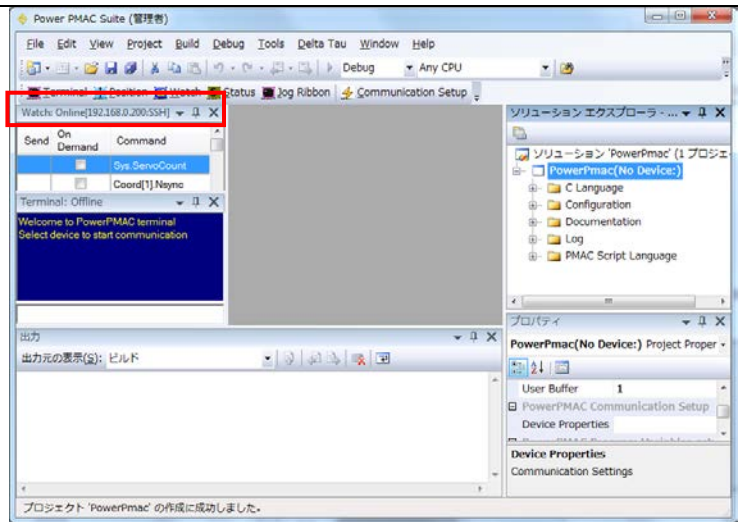 Power PMAC Suite (管理者)
File Edit View Project Build Debug Tools Delta Tau Window Help
Debug Any CPU
Terminal Position Watch Status Jog Ribbon Communication Setup
Watch: Online[192.168.0.200:SSH]
Send On Demand Command
Sys.ServoCount
Coord[1].Nsync
Terminal: Offline
Welcome to PowerPMAC terminal
Select device to start communication
ソリューション エクスプローラ - ...
ソリューション 'PowerPmac' (1 プロジェ
PowerPmac(No Device:)
C Language
Configuration
Documentation
Log
PMAC Script Language
出力
出力元の表示(S): ビルド
プロパティ
PowerPmac(No Device:) Project Proper
User Buffer 1
PowerPMAC Communication Setup
Device Properties
Device Properties
Communication Settings
プロジェクト 'PowerPmac' の作成に成功しました。